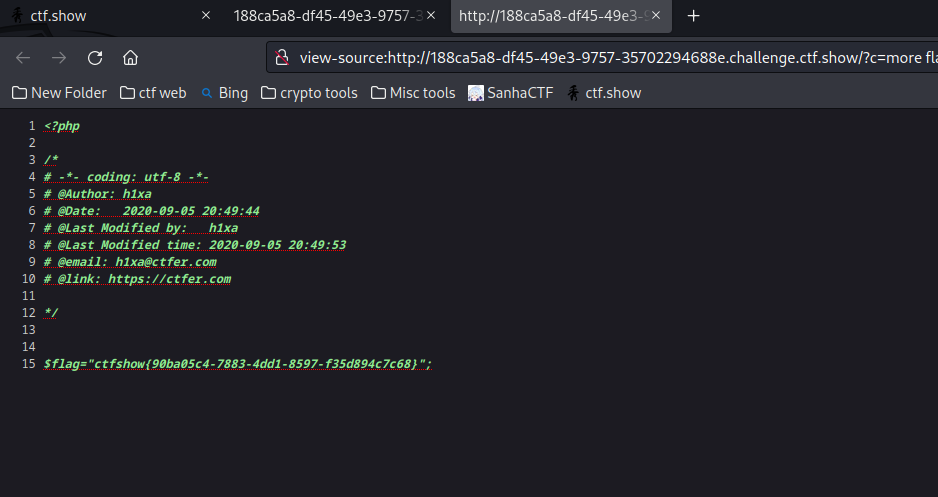 ctf.show
188ca5a8-df45-49e3-9757-3
http://188ca5a8-df45-49e3-9
view-source:http://188ca5a8-df45-49e3-9757-35702294688e.challenge.ctf.show/?c=more fla
New Folder ctf web Bing crypto tools Misc tools SanhaCTF ctf.show
1 <?php
2
3 /*
4 # -*- coding: utf-8 -*-
5 # @Author: h1xa
6 # @Date:   2020-09-05 20:49:44
7 # @Last Modified by:   h1xa
8 # @Last Modified time: 2020-09-05 20:49:53
9 # @email: h1xa@ctfer.com
10 # @link: https://ctfer.com
11
12 */
13
14
15 $flag="ctfshow{90ba05c4-7883-4dd1-8597-f35d894c7c68}";